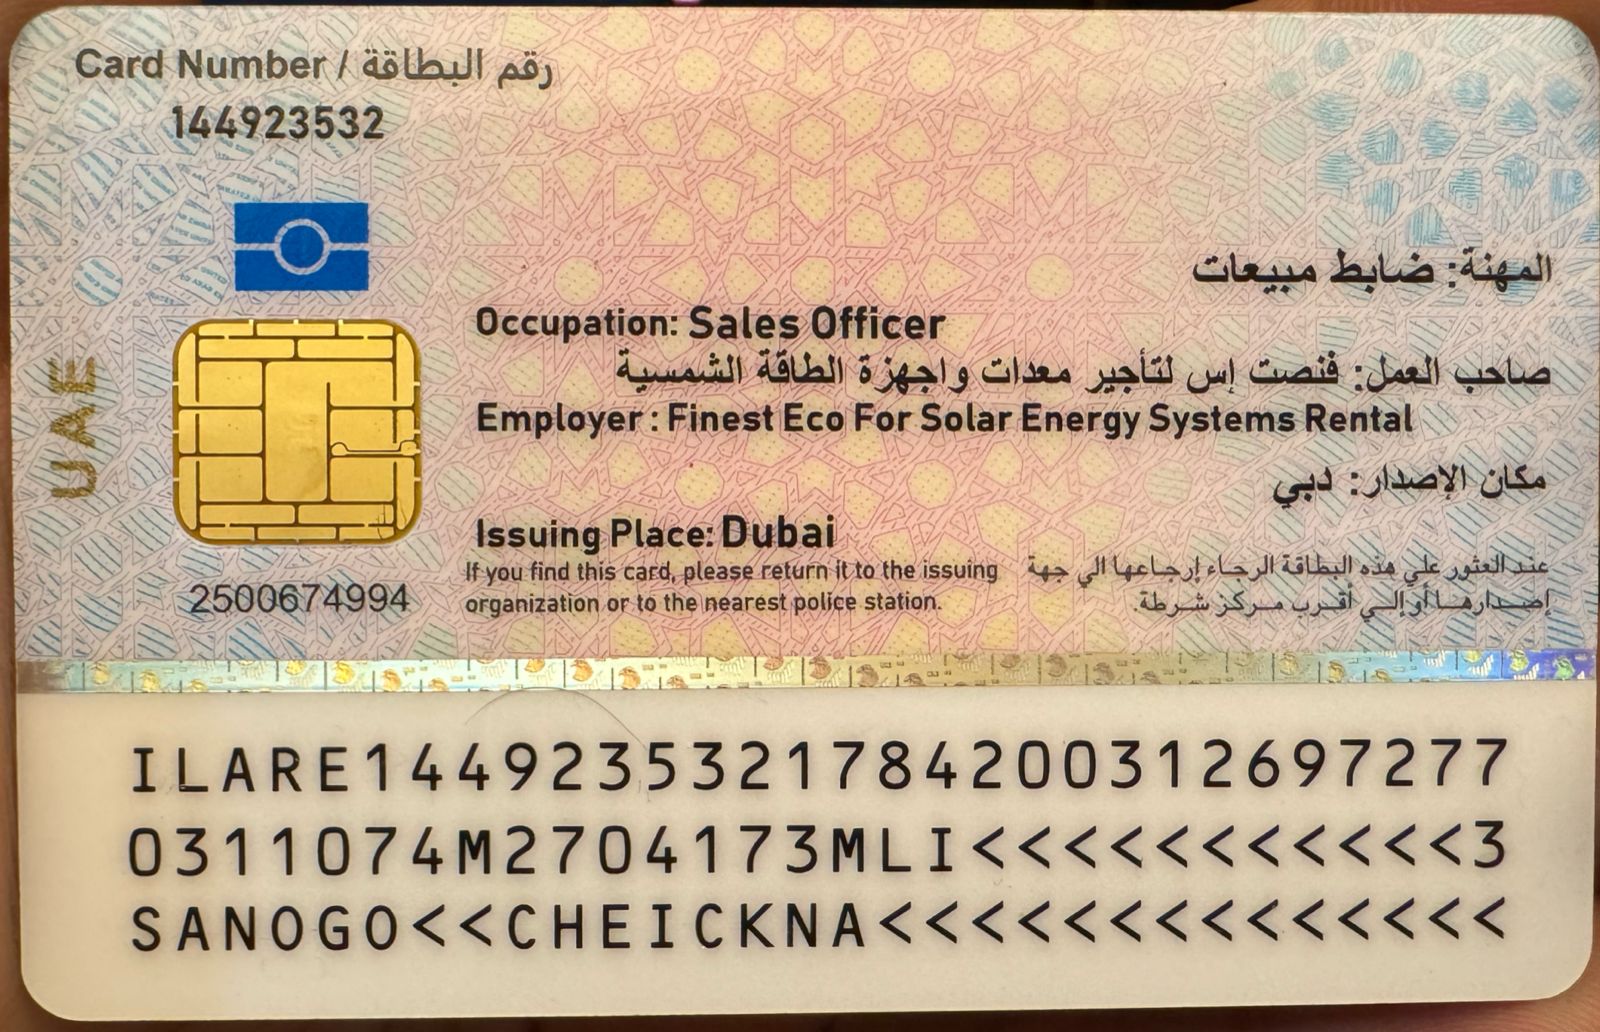 Card Number / رقم البطاقة
144923532
المهنة: ضابط مبيعات
Occupation: Sales Officer
صاحب العمل: فنصت إس لتأجير معدات واجهزة الطاقة الشمسية
Employer : Finest Eco For Solar Energy Systems Rental
مكان الإصدار: دبي
Issuing Place: Dubai
If you find this card, please return it to the issuing
organization or to the nearest police station.
عند العثور علي هذه البطاقة الرجاء إرجاعها الي جهة
إصدارها أو إلي أقرب مركز شرطة.
UAE
2500674994
ILARE1449235321784200312697277
0311074M2704173MLI<<<<<<<<<<<3
SANOGO<<CHEICKNA<<<<<<<<<<<<<<